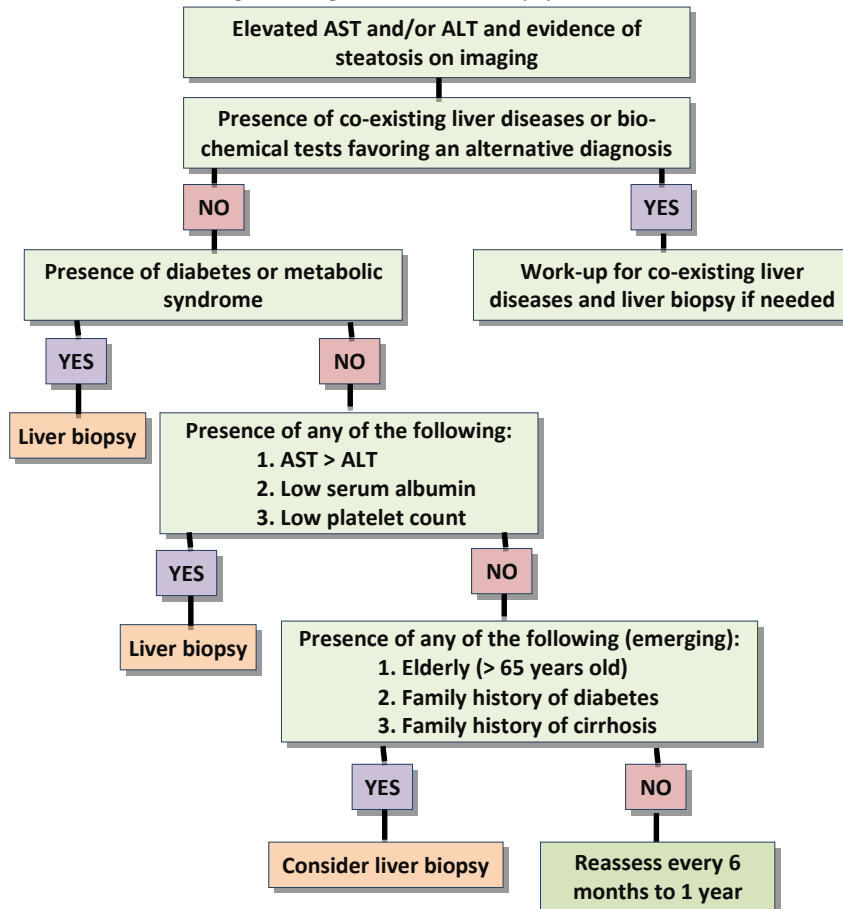 Elevated AST and/or ALT and evidence of
steatosis on imaging
Presence of co-existing liver diseases or bio-
chemical tests favoring an alternative diagnosis
NO
YES
Presence of diabetes or metabolic
syndrome
Work-up for co-existing liver
diseases and liver biopsy if needed
YES
NO
Liver biopsy
Presence of any of the following:
1. AST > ALT
2. Low serum albumin
3. Low platelet count
YES
NO
Liver biopsy
Presence of any of the following (emerging):
1. Elderly (> 65 years old)
2. Family history of diabetes
3. Family history of cirrhosis
YES
NO
Consider liver biopsy
Reassess every 6
months to 1 year